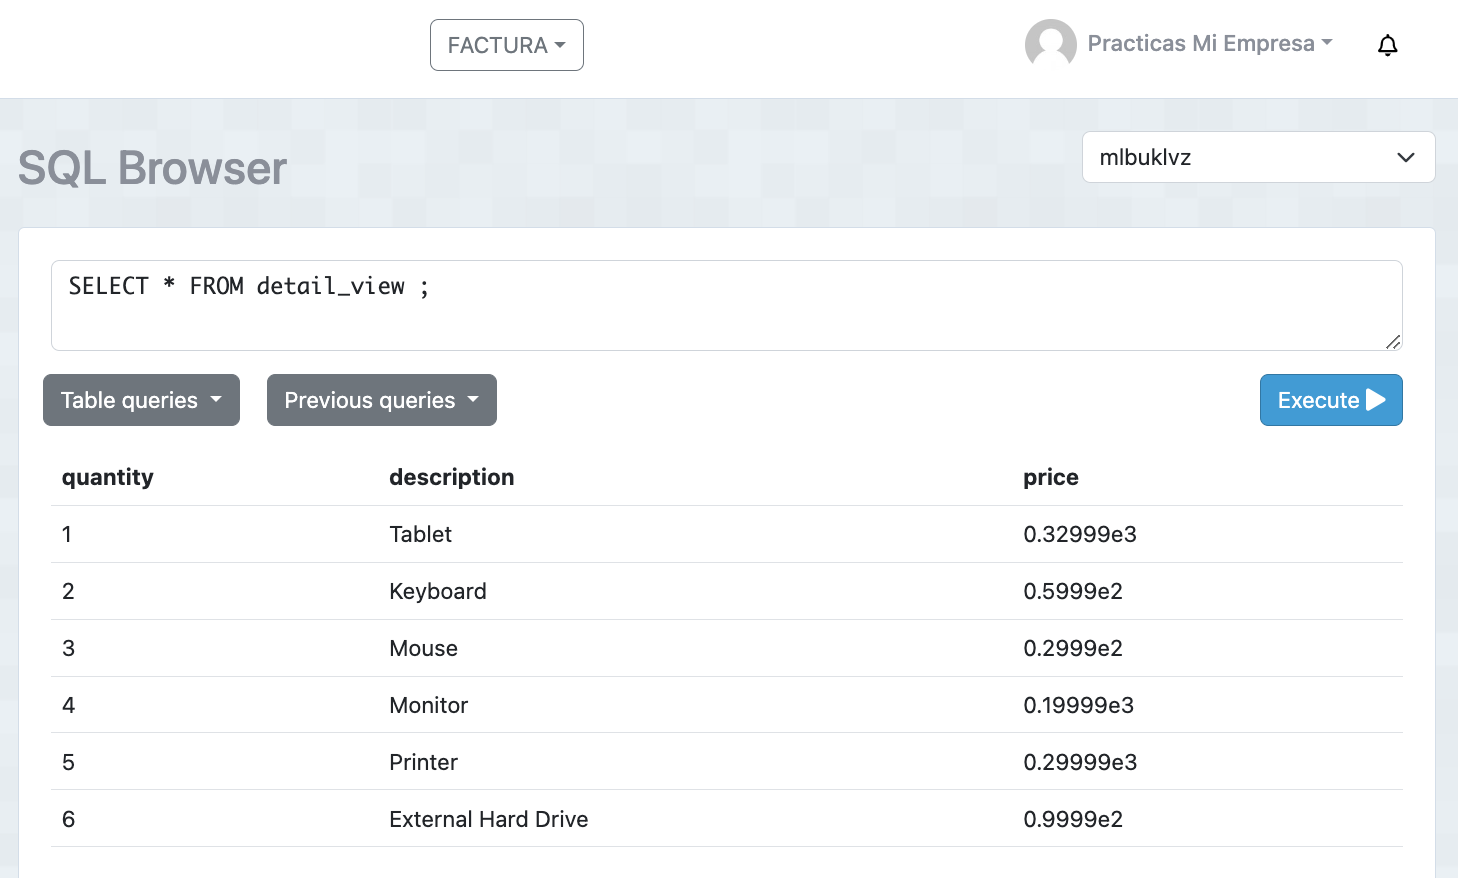 FACTURA
Practicas Mi Empresa
SQL Browser
mlbuklvz
SELECT * FROM detail_view ;
Table queries
Previous queries
Execute
quantity description price
1 Tablet 0.32999e3
2 Keyboard 0.5999e2
3 Mouse 0.2999e2
4 Monitor 0.19999e3
5 Printer 0.29999e3
6 External Hard Drive 0.9999e2